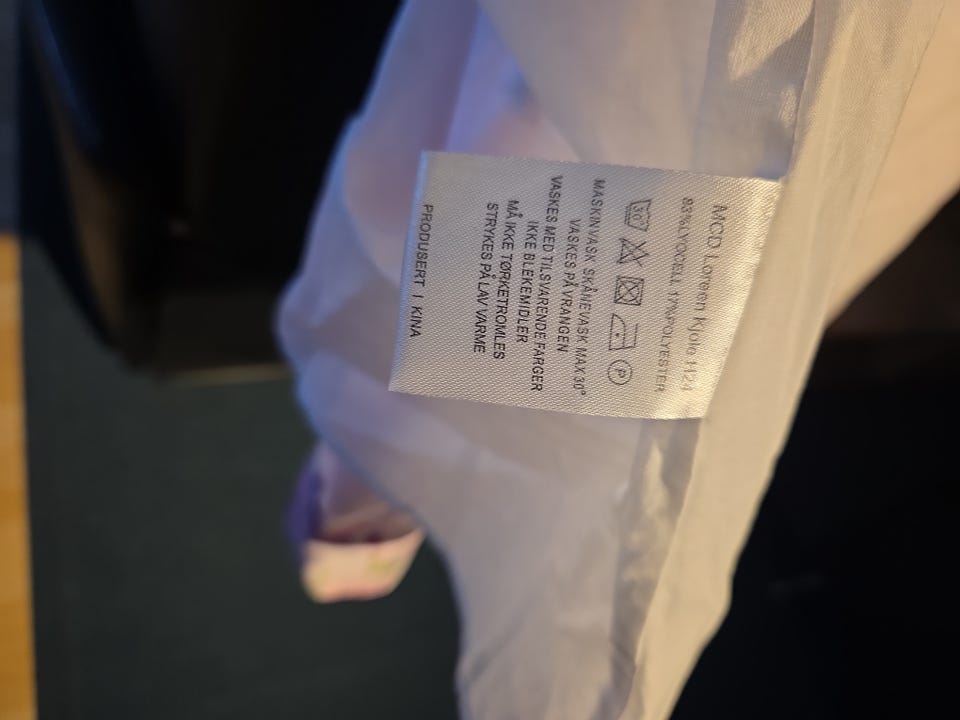 MCD Loreen Kjole H24
83%LYOCELL 17%POLYESTER
30 P
MASKINVASK SKÅNEVASK MAX 30°
VASKES PÅ VRANGEN
VASKES MED TILSVARENDE FARGER
IKKE BLEKEMIDLER
MÅ IKKE TØRKETROMLES
STRYKES PÅ LAV VARME
PRODUSERT I KINA